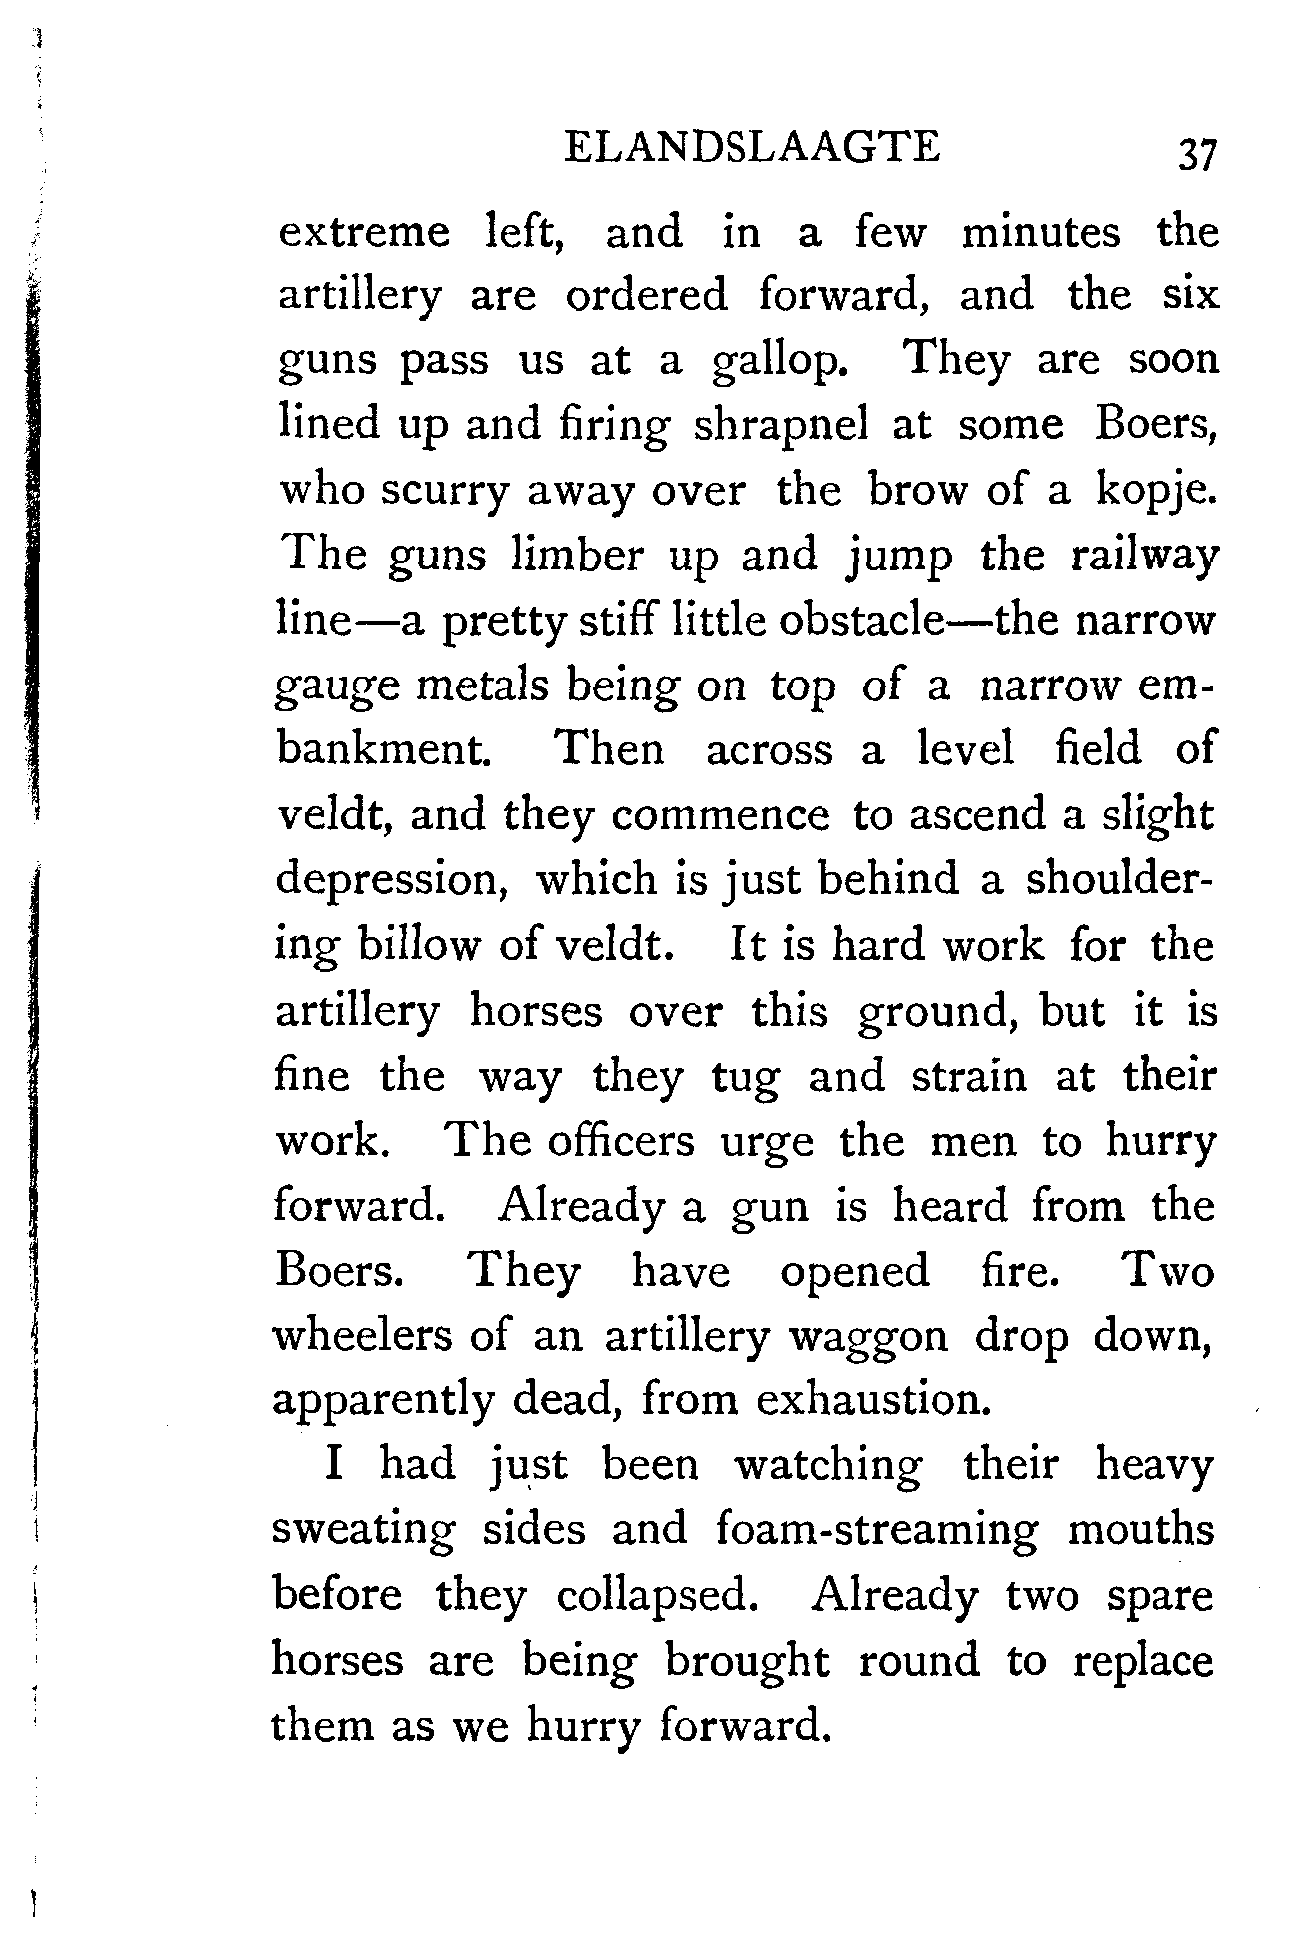 ELANDSLAAGTE 37
extreme left, and in a few minutes the
artillery are ordered forward, and the six
guns pass us at a gallop. They are soon
lined up and firing shrapnel at some Boers,
who scurry away over the brow of a kopje.
The guns limber up and jump the railway
line—a pretty stiff little obstacle—the narrow
gauge metals being on top of a narrow em-
bankment. Then across a level field of
veldt, and they commence to ascend a slight
depression, which is just behind a shoulder-
ing billow of veldt. It is hard work for the
artillery horses over this ground, but it is
fine the way they tug and strain at their
work. The officers urge the men to hurry
forward. Already a gun is heard from the
Boers. They have opened fire. Two
wheelers of an artillery waggon drop down,
apparently dead, from exhaustion.
I had just been watching their heavy
sweating sides and foam-streaming mouths
before they collapsed. Already two spare
horses are being brought round to replace
them as we hurry forward.